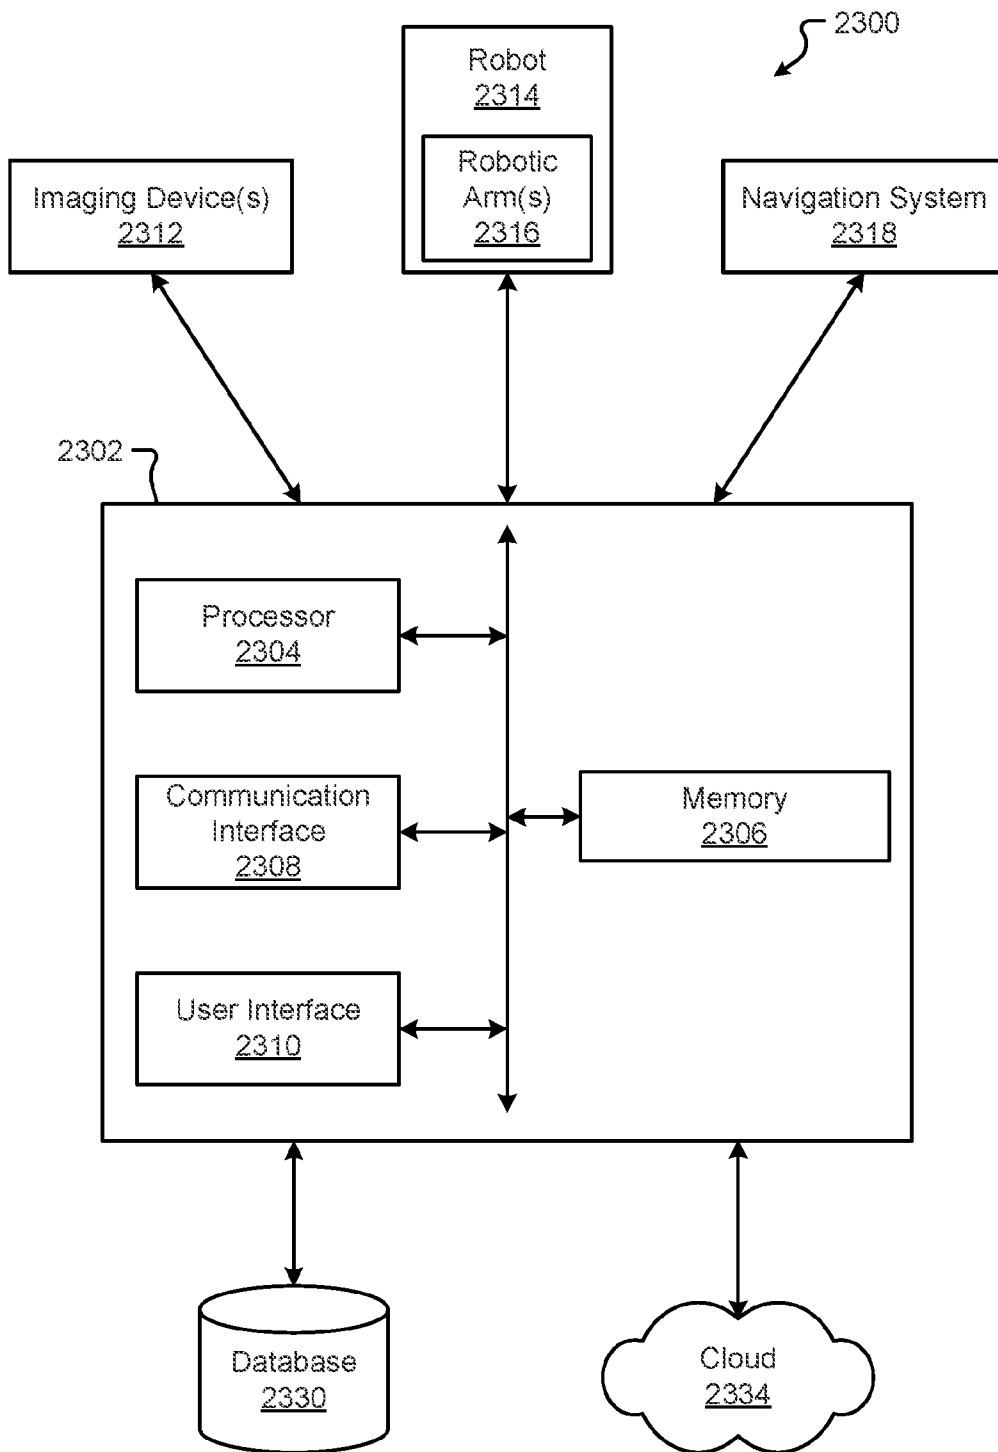 2300
Robot
2314
Robotic
Arm(s)
2316
Imaging Device(s)
2312
Navigation System
2318
2302
Processor
2304
Communication
Interface
2308
Memory
2306
User Interface
2310
Database
2330
Cloud
2334